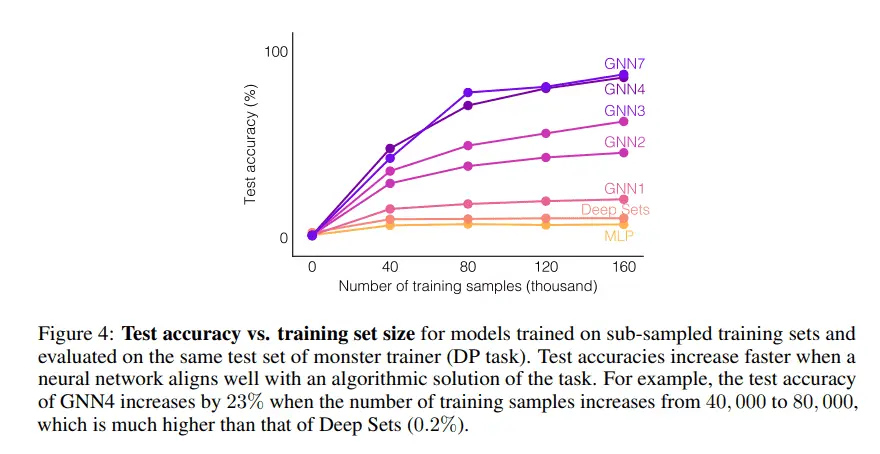 100
GNN7
GNN4
GNN3
GNN2
GNN1
Deep Sets
MLP
0
Test accuracy (%)
0 40 80 120 160
Number of training samples (thousand)
Figure 4: Test accuracy vs. training set size for models trained on sub-sampled training sets and
evaluated on the same test set of monster trainer (DP task). Test accuracies increase faster when a
neural network aligns well with an algorithmic solution of the task. For example, the test accuracy
of GNN4 increases by 23% when the number of training samples increases from 40, 000 to 80, 000,
which is much higher than that of Deep Sets (0.2%).